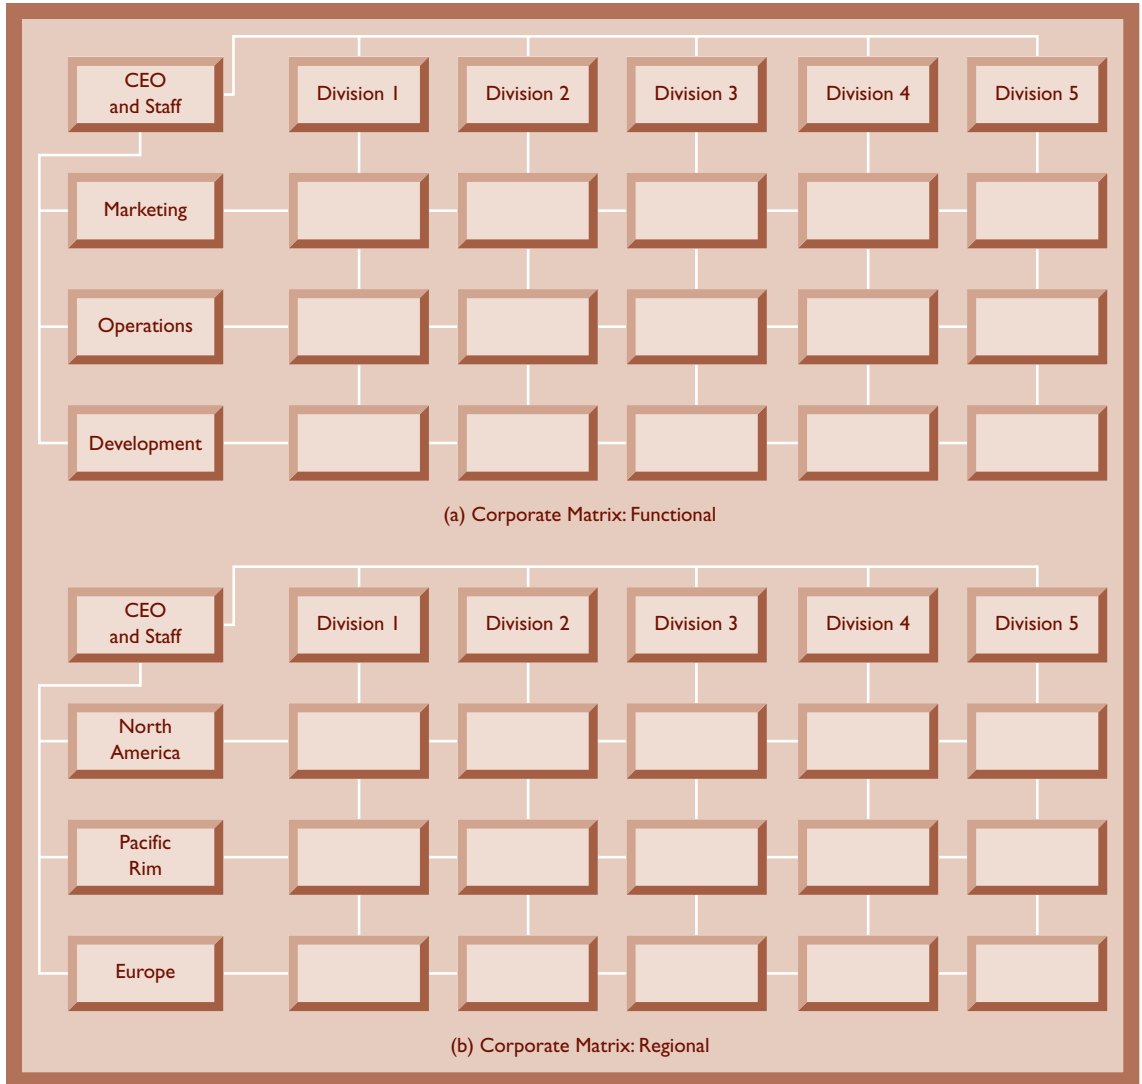 CEO
and Staff
Division 1
Division 2
Division 3
Division 4
Division 5
Marketing
Operations
Development
(a) Corporate Matrix: Functional
CEO
and Staff
Division 1
Division 2
Division 3
Division 4
Division 5
North
America
Pacific
Rim
Europe
(b) Corporate Matrix: Regional